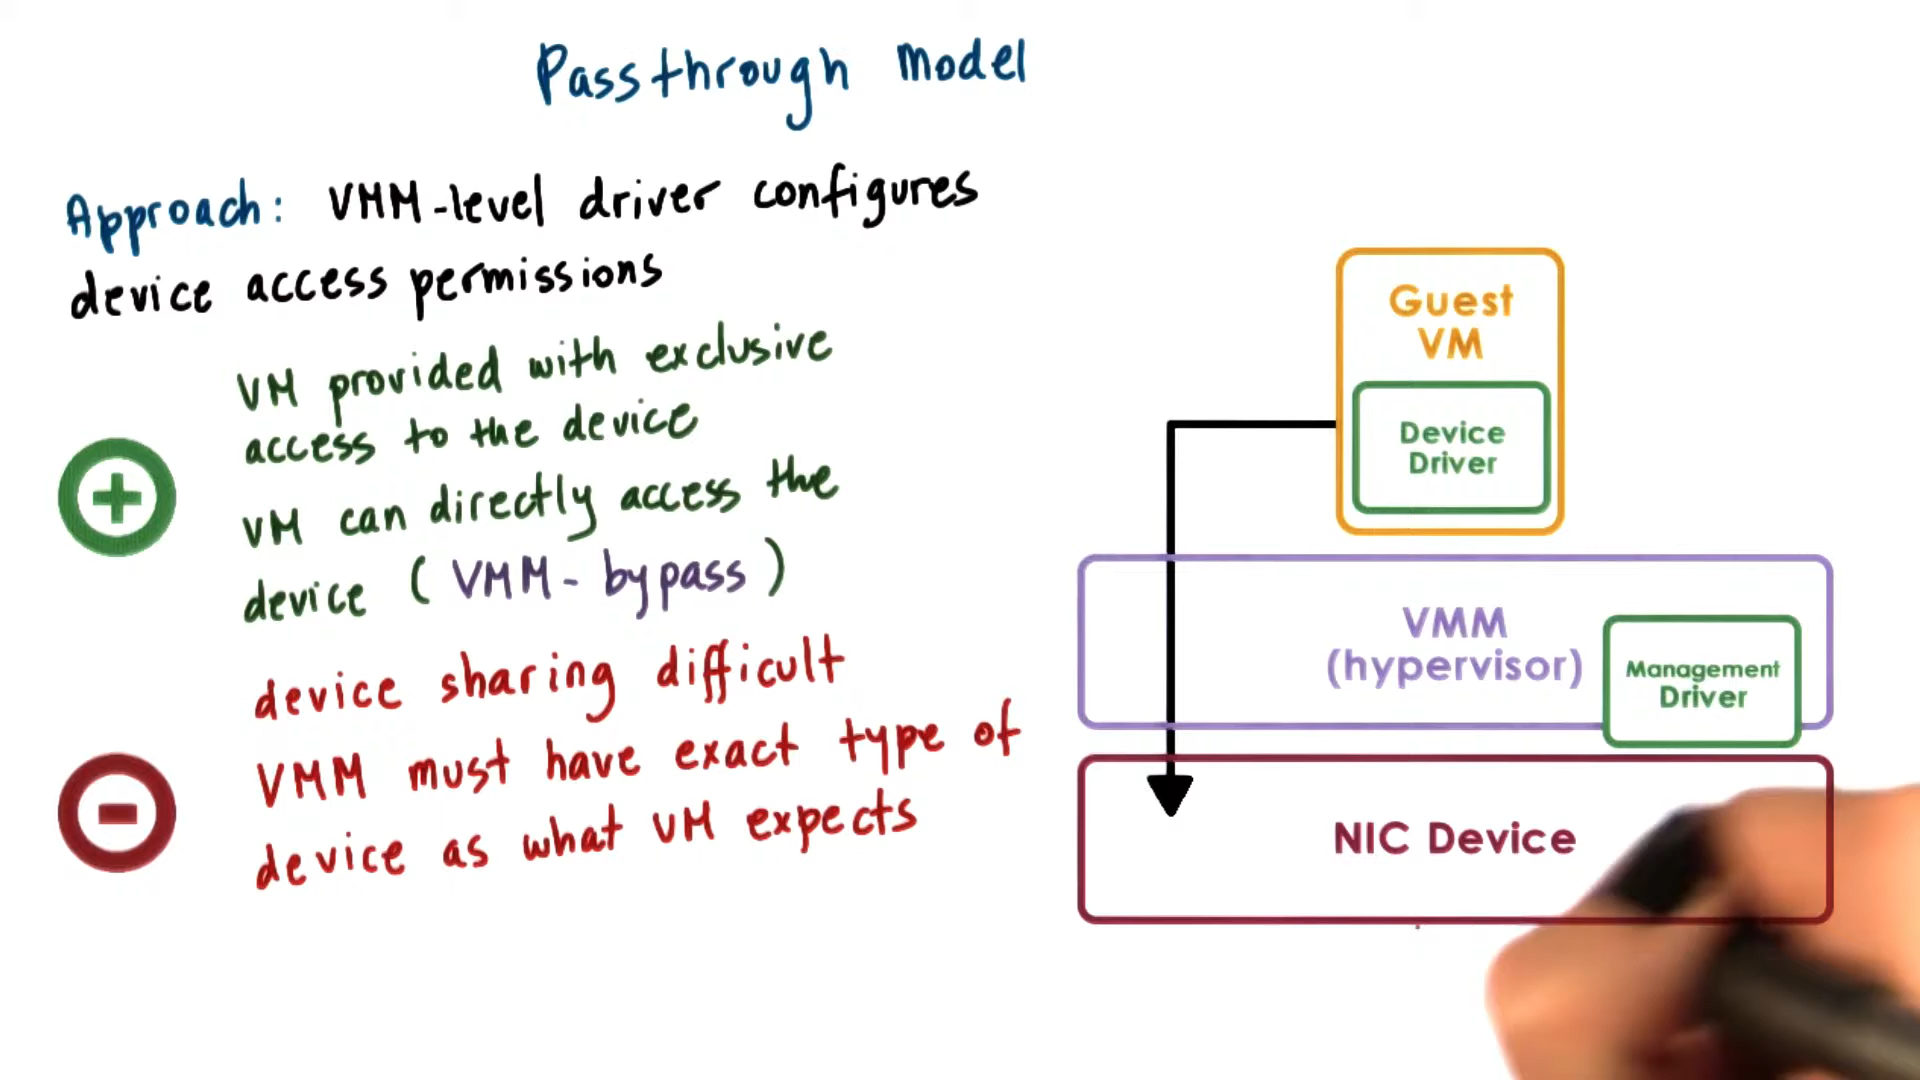 Passthrough Model
Approach: VMM-level driver configures
device access permissions
VM provided with exclusive
access to the device
VM can directly access the
device (VMM-bypass)
device sharing difficult
VMM must have exact type of
device as what VM expects
Guest
VM
Device
Driver
VMM
(hypervisor)
Management
Driver
NIC Device